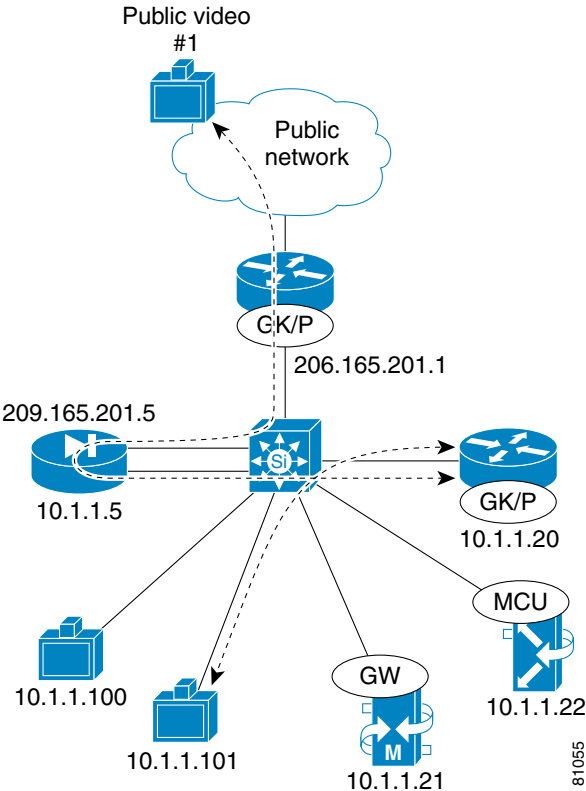 Public video
#1
Public
network
GK/P
206.165.201.1
209.165.201.5
Si
10.1.1.5
GK/P
10.1.1.20
MCU
GW
10.1.1.100
10.1.1.22
10.1.1.101
M
10.1.1.21
81055